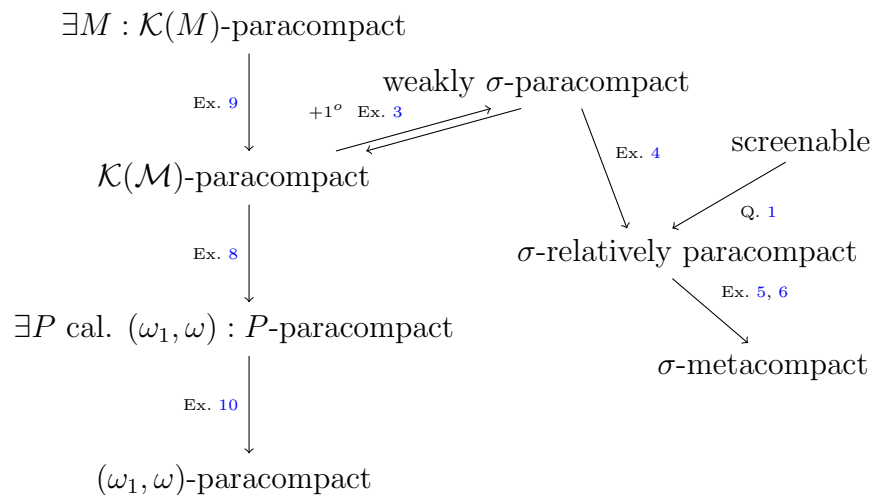 ∃M : 𝒦(M)-paracompact
weakly σ-paracompact
Ex. 9
+1ᵒ Ex. 3
screenable
Ex. 4
𝒦(ℳ)-paracompact
Q. 1
Ex. 8
σ-relatively paracompact
Ex. 5, 6
∃P cal. (ω₁, ω) : P-paracompact
σ-metacompact
Ex. 10
(ω₁, ω)-paracompact